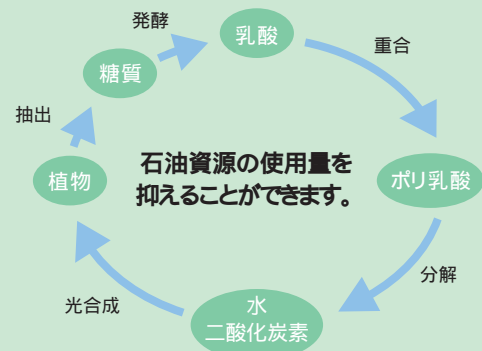 発酵
乳酸
重合
糖質
抽出
石油資源の使用量を
抑えることができます。
植物
ポリ乳酸
分解
光合成
水
二酸化炭素